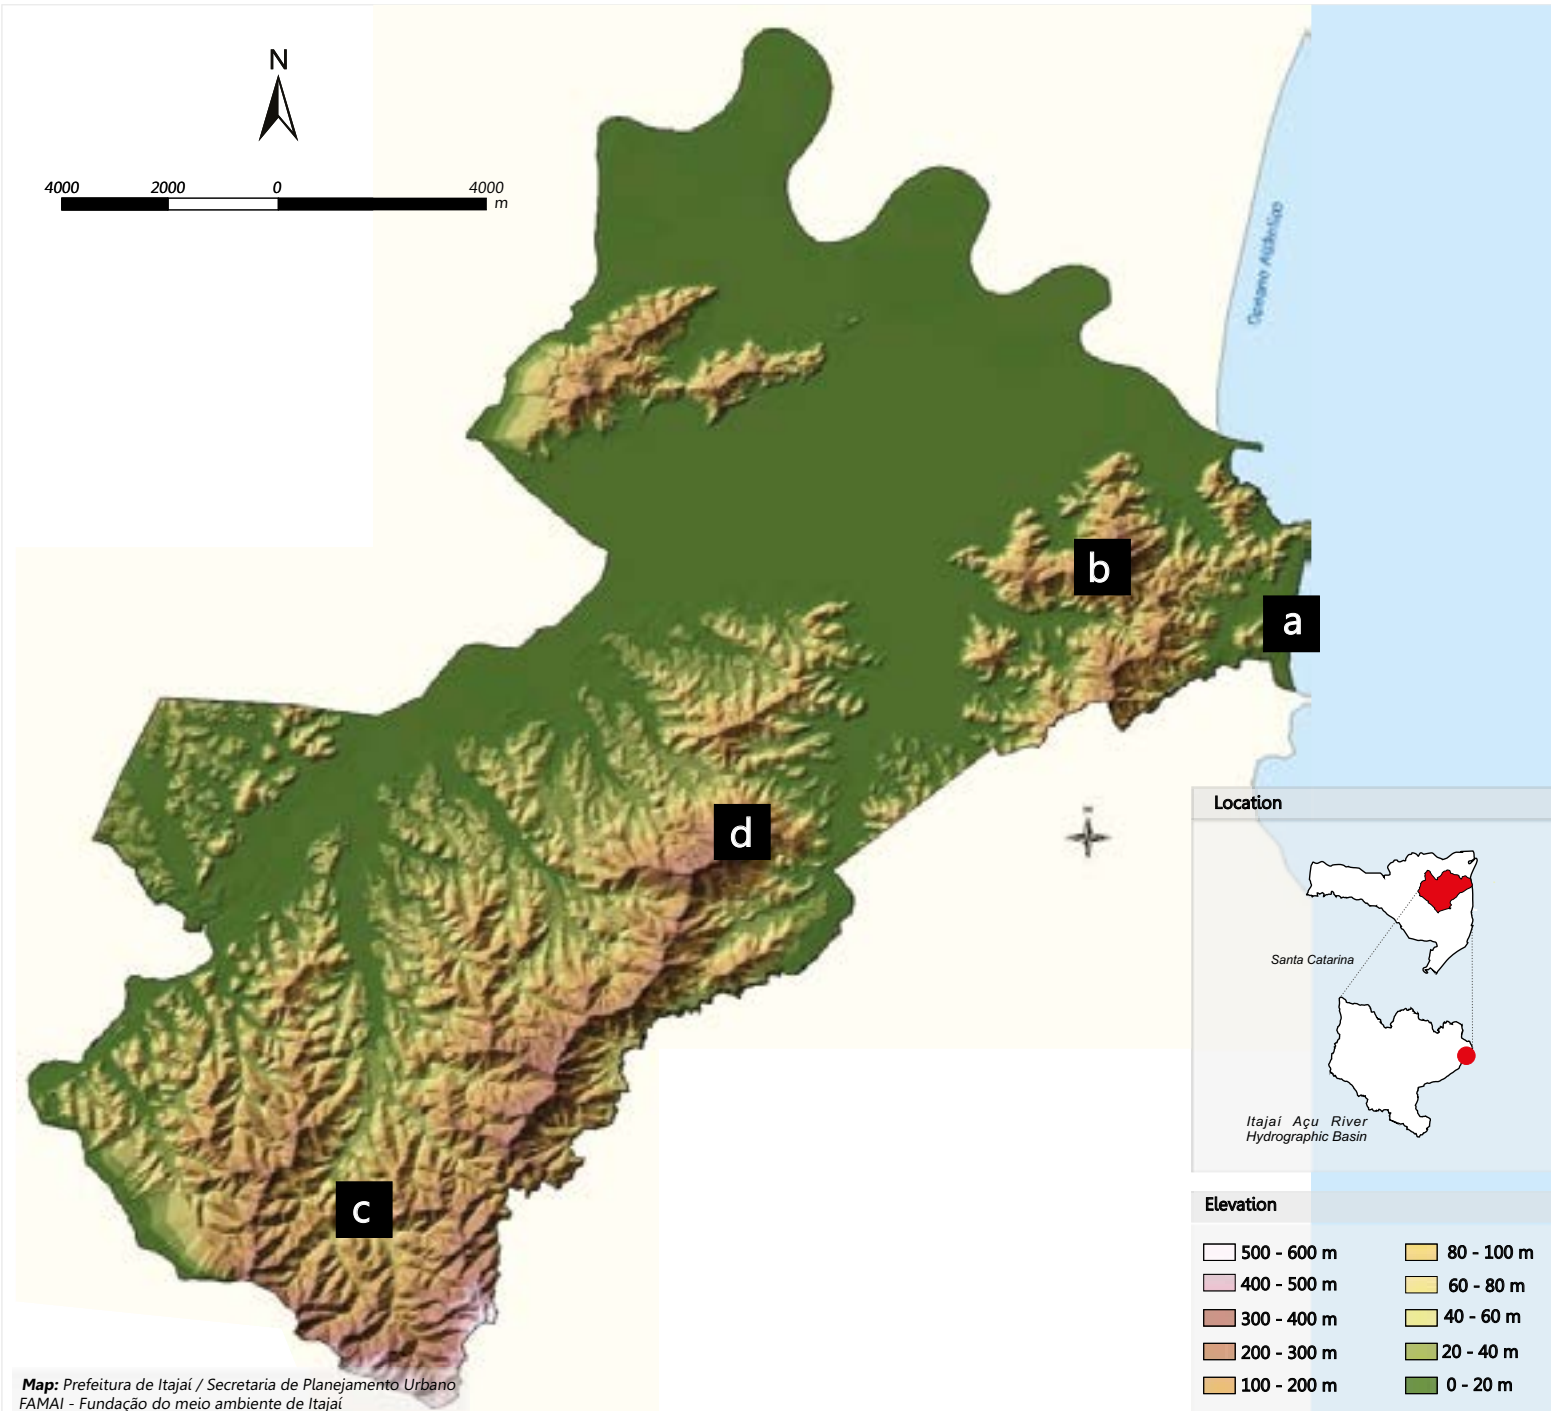 N
4000 2000 0 4000
m
Oceano Atlântico
b
a
d
c
Location
Santa Catarina
Itajaí Açu River
Hydrographic Basin
Elevation
500 - 600 m
400 - 500 m
300 - 400 m
200 - 300 m
100 - 200 m
80 - 100 m
60 - 80 m
40 - 60 m
20 - 40 m
0 - 20 m
Map: Prefeitura de Itajaí / Secretaria de Planejamento Urbano
FAMAI - Fundação do meio ambiente de Itajaí